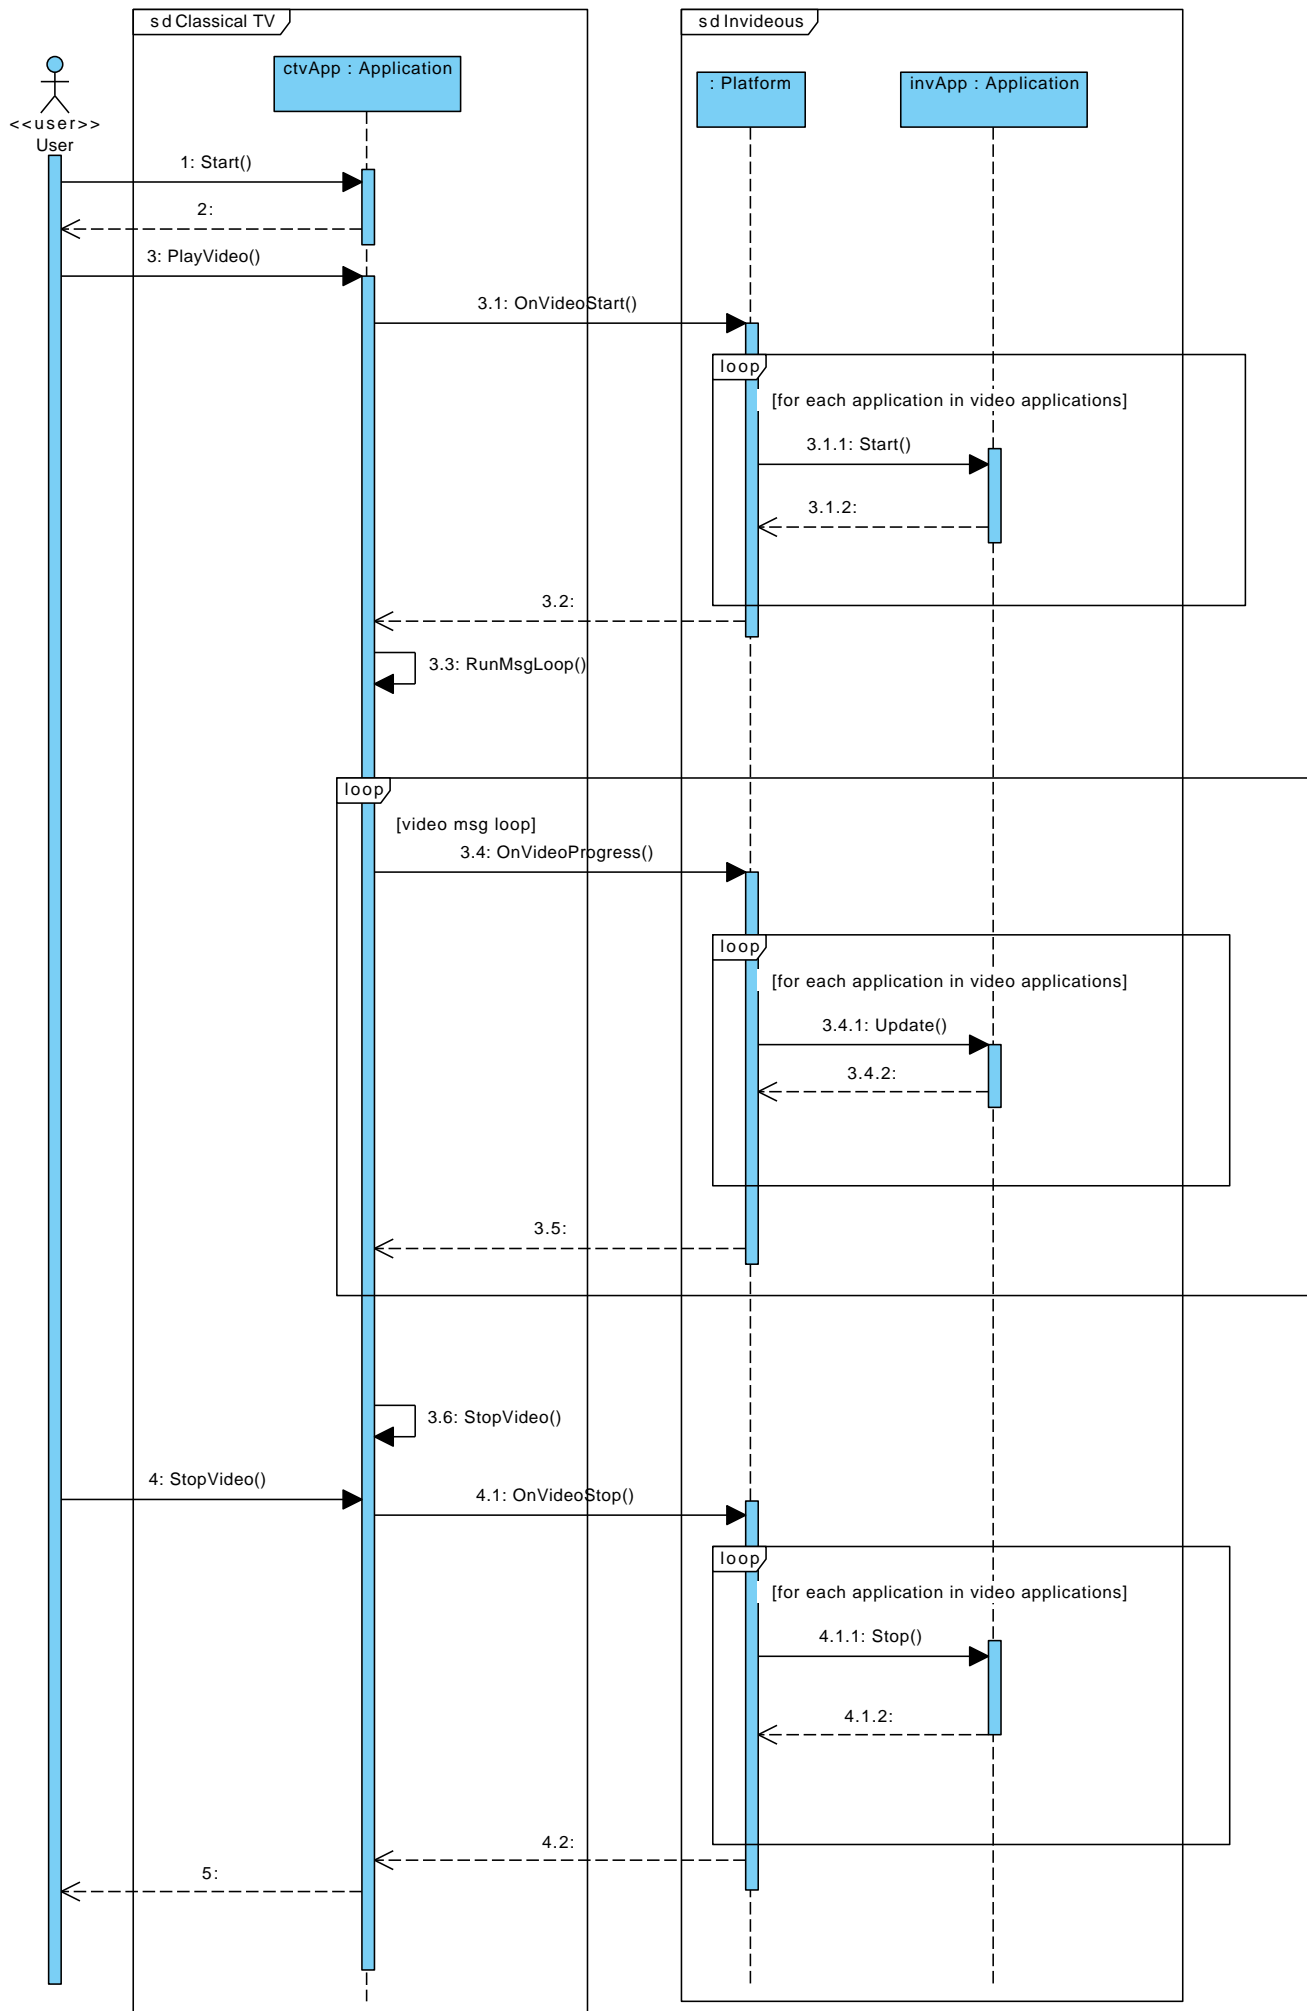 sd Classical TV
sd Invideous
ctvApp : Application
: Platform
invApp : Application
<<user>>
User
1: Start()
2:
3: PlayVideo()
3.1: OnVideoStart()
loop
[for each application in video applications]
3.1.1: Start()
3.1.2:
3.2:
3.3: RunMsgLoop()
loop
[video msg loop]
3.4: OnVideoProgress()
loop
[for each application in video applications]
3.4.1: Update()
3.4.2:
3.5:
3.6: StopVideo()
4: StopVideo()
4.1: OnVideoStop()
loop
[for each application in video applications]
4.1.1: Stop()
4.1.2:
4.2:
5: